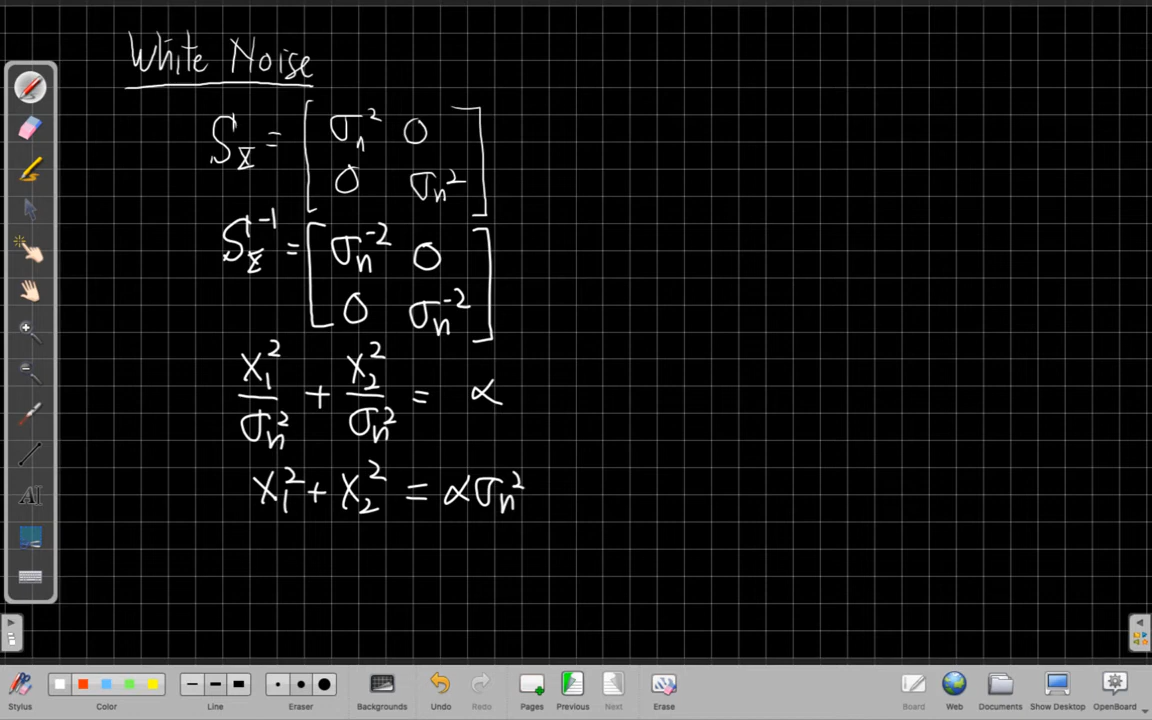 White Noise
S_X = [ σ_n^2 0
0 σ_n^2 ]
S_X^-1 = [ σ_n^-2 0
0 σ_n^-2 ]
X_1^2/σ_n^2 + X_2^2/σ_n^2 = α
X_1^2 + X_2^2 = ασ_n^2
Stylus Color Line Eraser Backgrounds Undo Redo Pages Previous Next Erase Board Web Documents Show Desktop OpenBoard